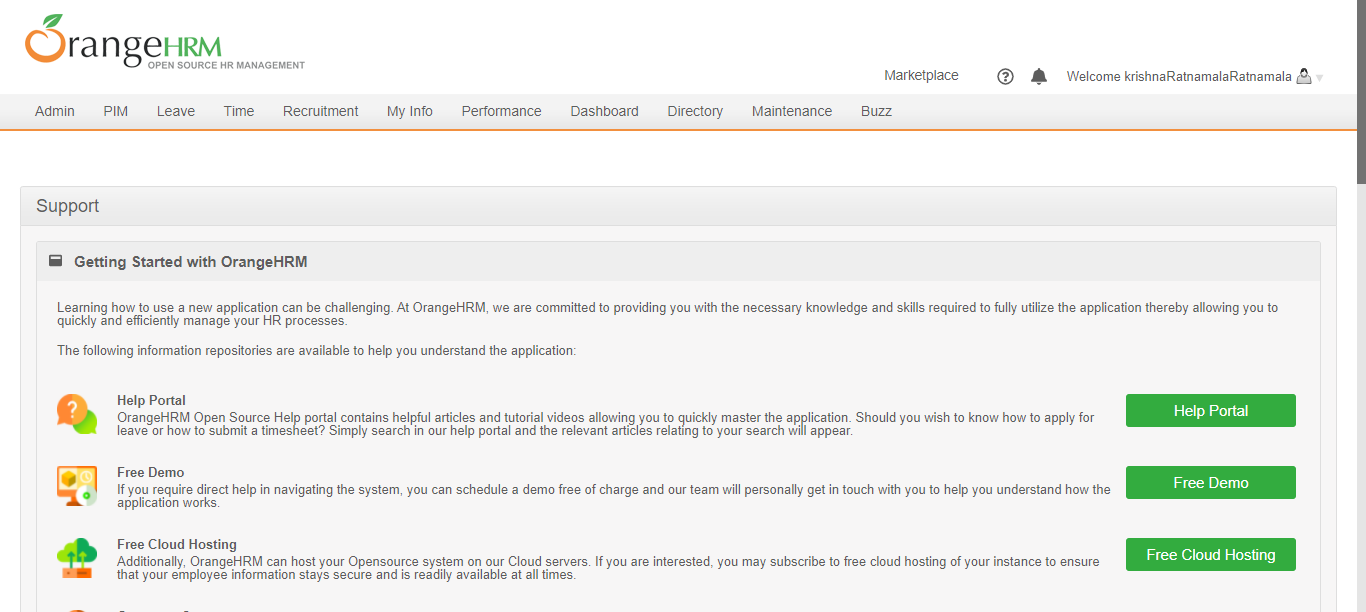 OrangeHRM
OPEN SOURCE HR MANAGEMENT
Marketplace
Welcome krishnaRatnamalaRatnamala
Admin PIM Leave Time Recruitment My Info Performance Dashboard Directory Maintenance Buzz
Support
Getting Started with OrangeHRM
Learning how to use a new application can be challenging. At OrangeHRM, we are committed to providing you with the necessary knowledge and skills required to fully utilize the application thereby allowing you to
quickly and efficiently manage your HR processes.
The following information repositories are available to help you understand the application:
Help Portal
OrangeHRM Open Source Help portal contains helpful articles and tutorial videos allowing you to quickly master the application. Should you wish to know how to apply for
leave or how to submit a timesheet? Simply search in our help portal and the relevant articles relating to your search will appear.
Help Portal
Free Demo
If you require direct help in navigating the system, you can schedule a demo free of charge and our team will personally get in touch with you to help you understand how the
application works.
Free Demo
Free Cloud Hosting
Additionally, OrangeHRM can host your Opensource system on our Cloud servers. If you are interested, you may subscribe to free cloud hosting of your instance to ensure
that your employee information stays secure and is readily available at all times.
Free Cloud Hosting